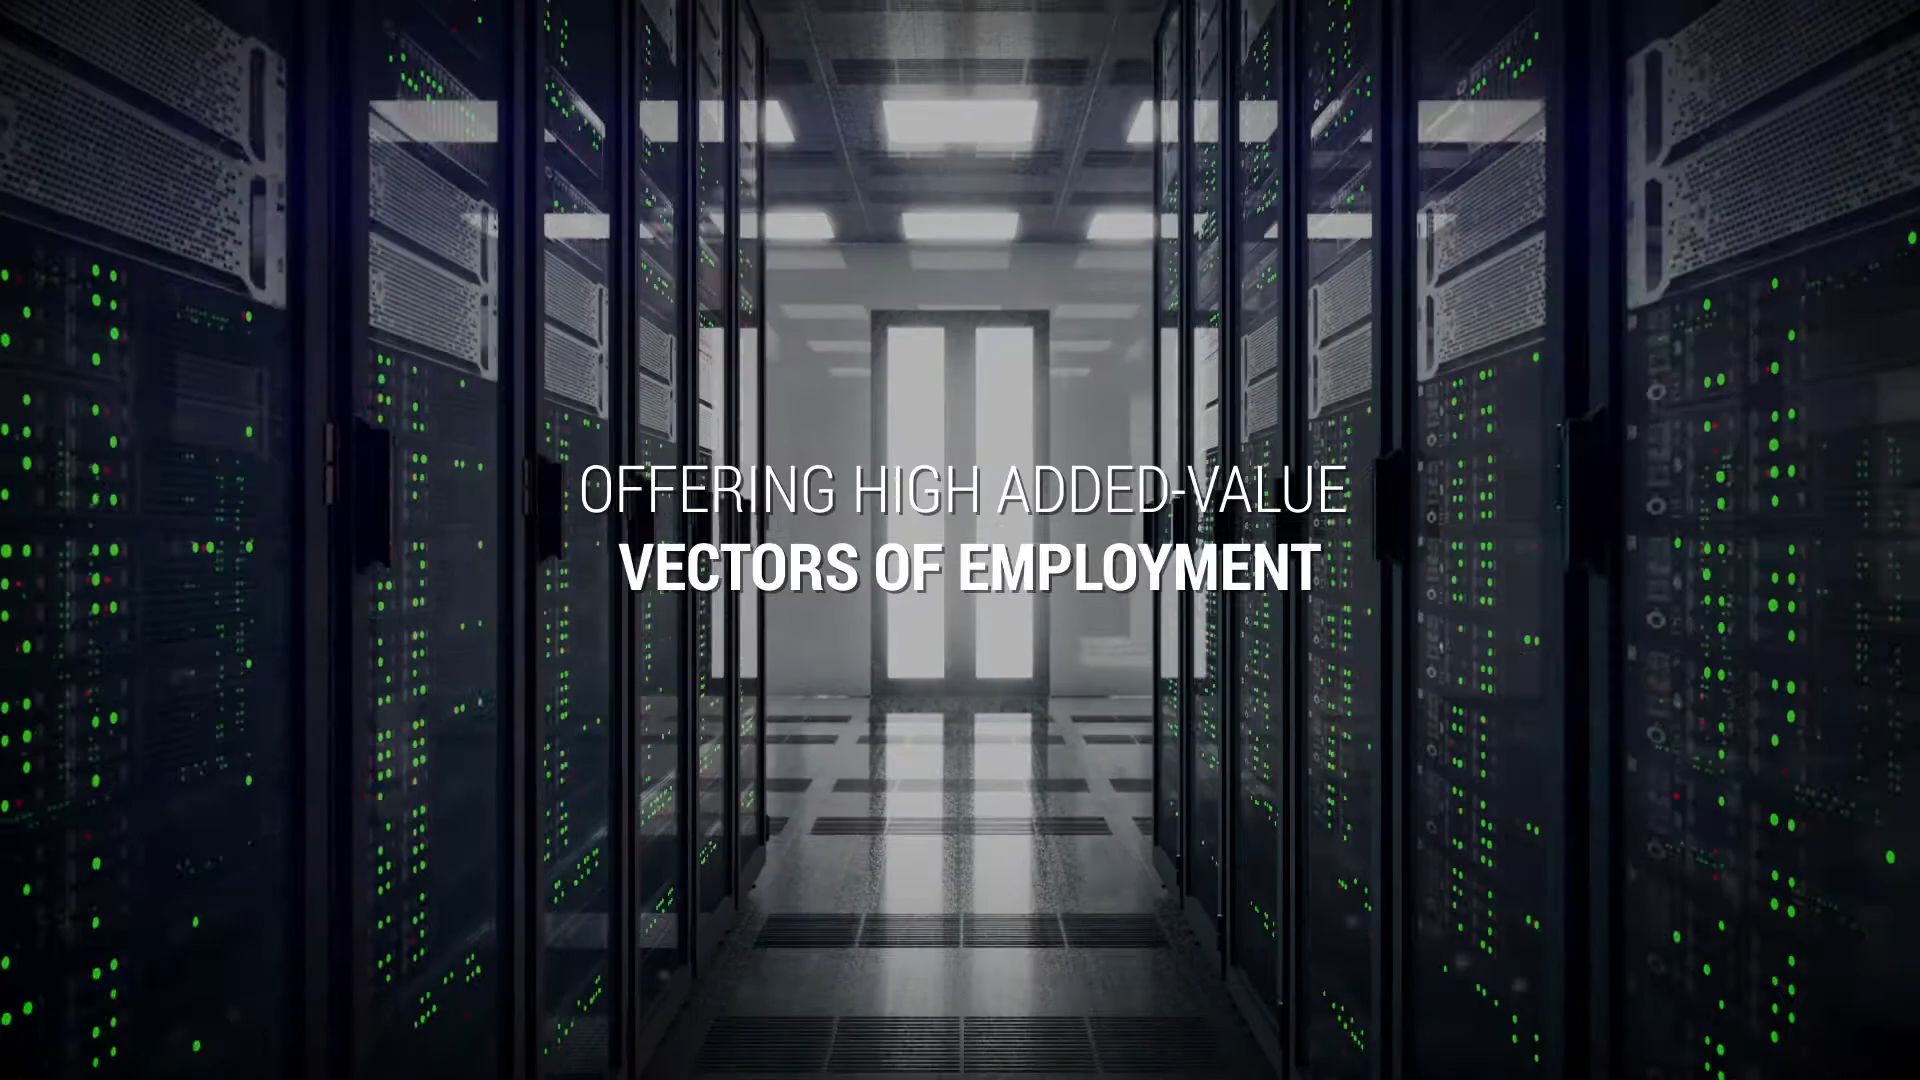 OFFERING HIGH ADDED-VALUE
VECTORS OF EMPLOYMENT